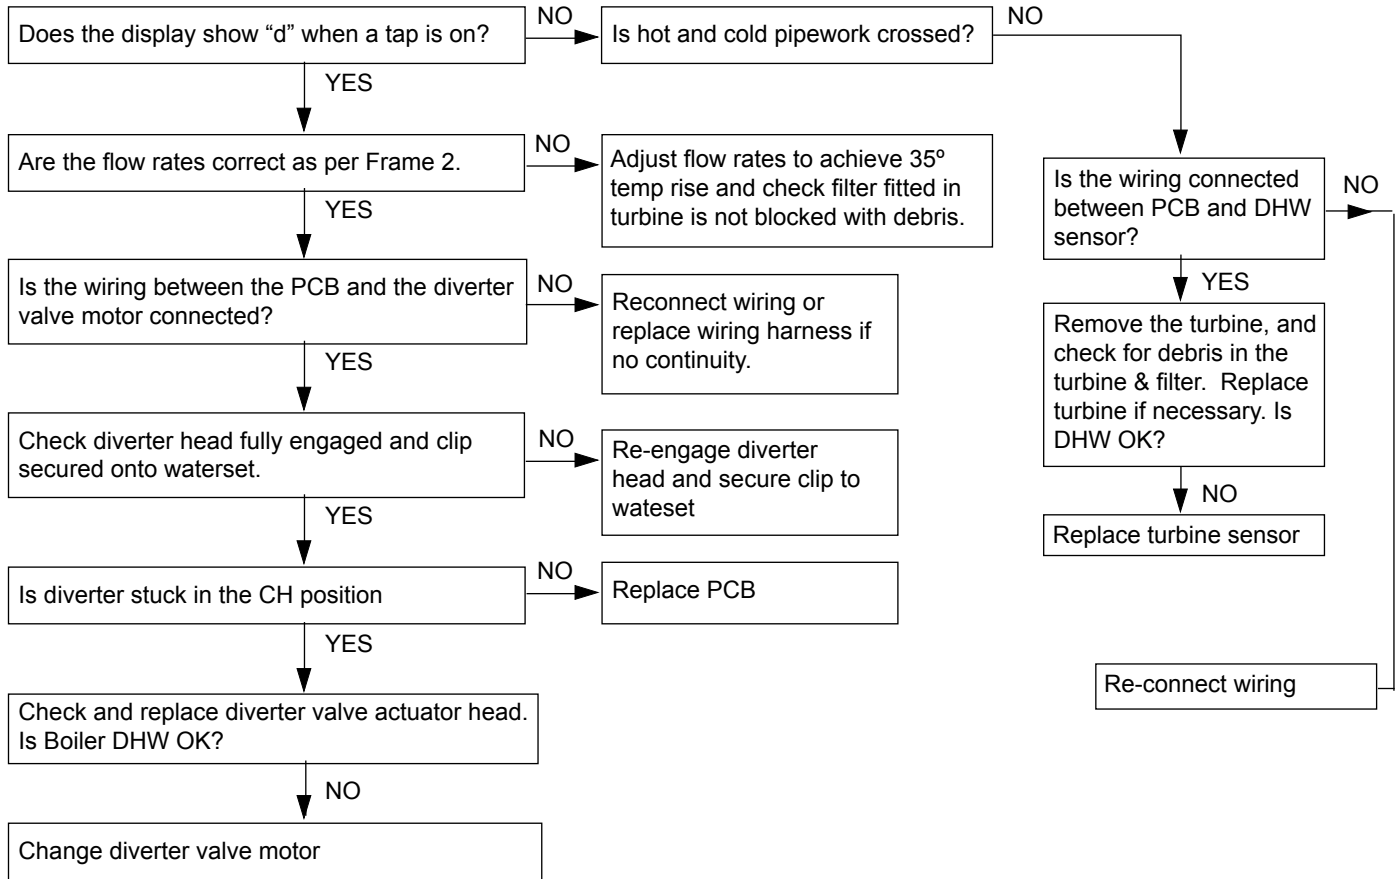 Does the display show “d” when a tap is on?
NO
Is hot and cold pipework crossed?
NO
YES
Are the flow rates correct as per Frame 2.
NO
Adjust flow rates to achieve 35º
temp rise and check filter fitted in
turbine is not blocked with debris.
Is the wiring connected
between PCB and DHW
sensor?
NO
YES
Is the wiring between the PCB and the diverter
valve motor connected?
NO
Reconnect wiring or
replace wiring harness if
no continuity.
YES
Remove the turbine, and
check for debris in the
turbine & filter.  Replace
turbine if necessary. Is
DHW OK?
YES
Check diverter head fully engaged and clip
secured onto waterset.
NO
Re-engage diverter
head and secure clip to
wateset
NO
Replace turbine sensor
YES
Is diverter stuck in the CH position
NO
Replace PCB
YES
Re-connect wiring
Check and replace diverter valve actuator head.
Is Boiler DHW OK?
NO
Change diverter valve motor